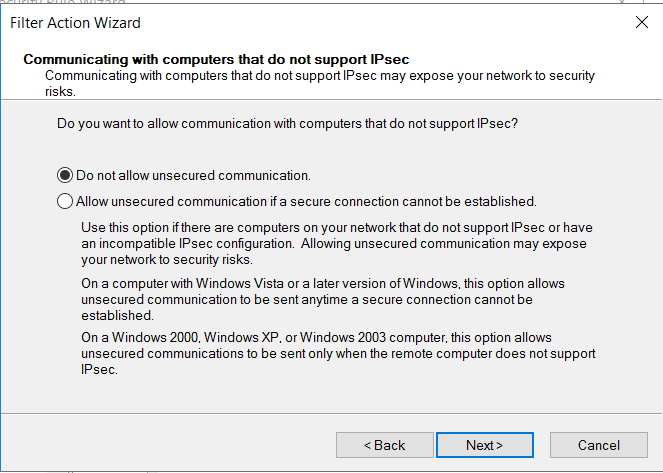 Security Rule Wizard
Filter Action Wizard
Communicating with computers that do not support IPsec
Communicating with computers that do not support IPsec may expose your network to security
risks.
Do you want to allow communication with computers that do not support IPsec?
Do not allow unsecured communication.
Allow unsecured communication if a secure connection cannot be established.
Use this option if there are computers on your network that do not support IPsec or have
an incompatible IPsec configuration. Allowing unsecured communication may expose
your network to security risks.
On a computer with Windows Vista or a later version of Windows, this option allows
unsecured communication to be sent anytime a secure connection cannot be
established.
On a Windows 2000, Windows XP, or Windows 2003 computer, this option allows
unsecured communications to be sent only when the remote computer does not support
IPsec.
< Back
Next >
Cancel